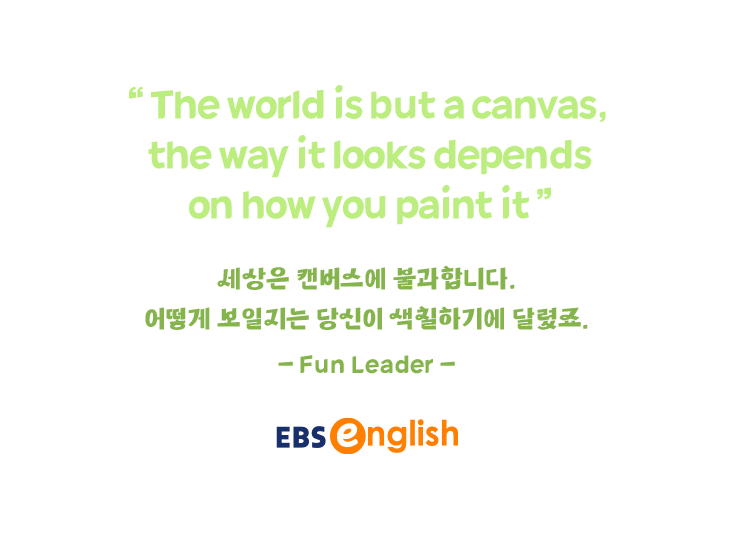 “ The world is but a canvas,
the way it looks depends
on how you paint it ”
세상은 캔버스에 불과합니다.
어떻게 보일지는 당신이 색칠하기에 달렸죠.
– Fun Leader –
EBS english